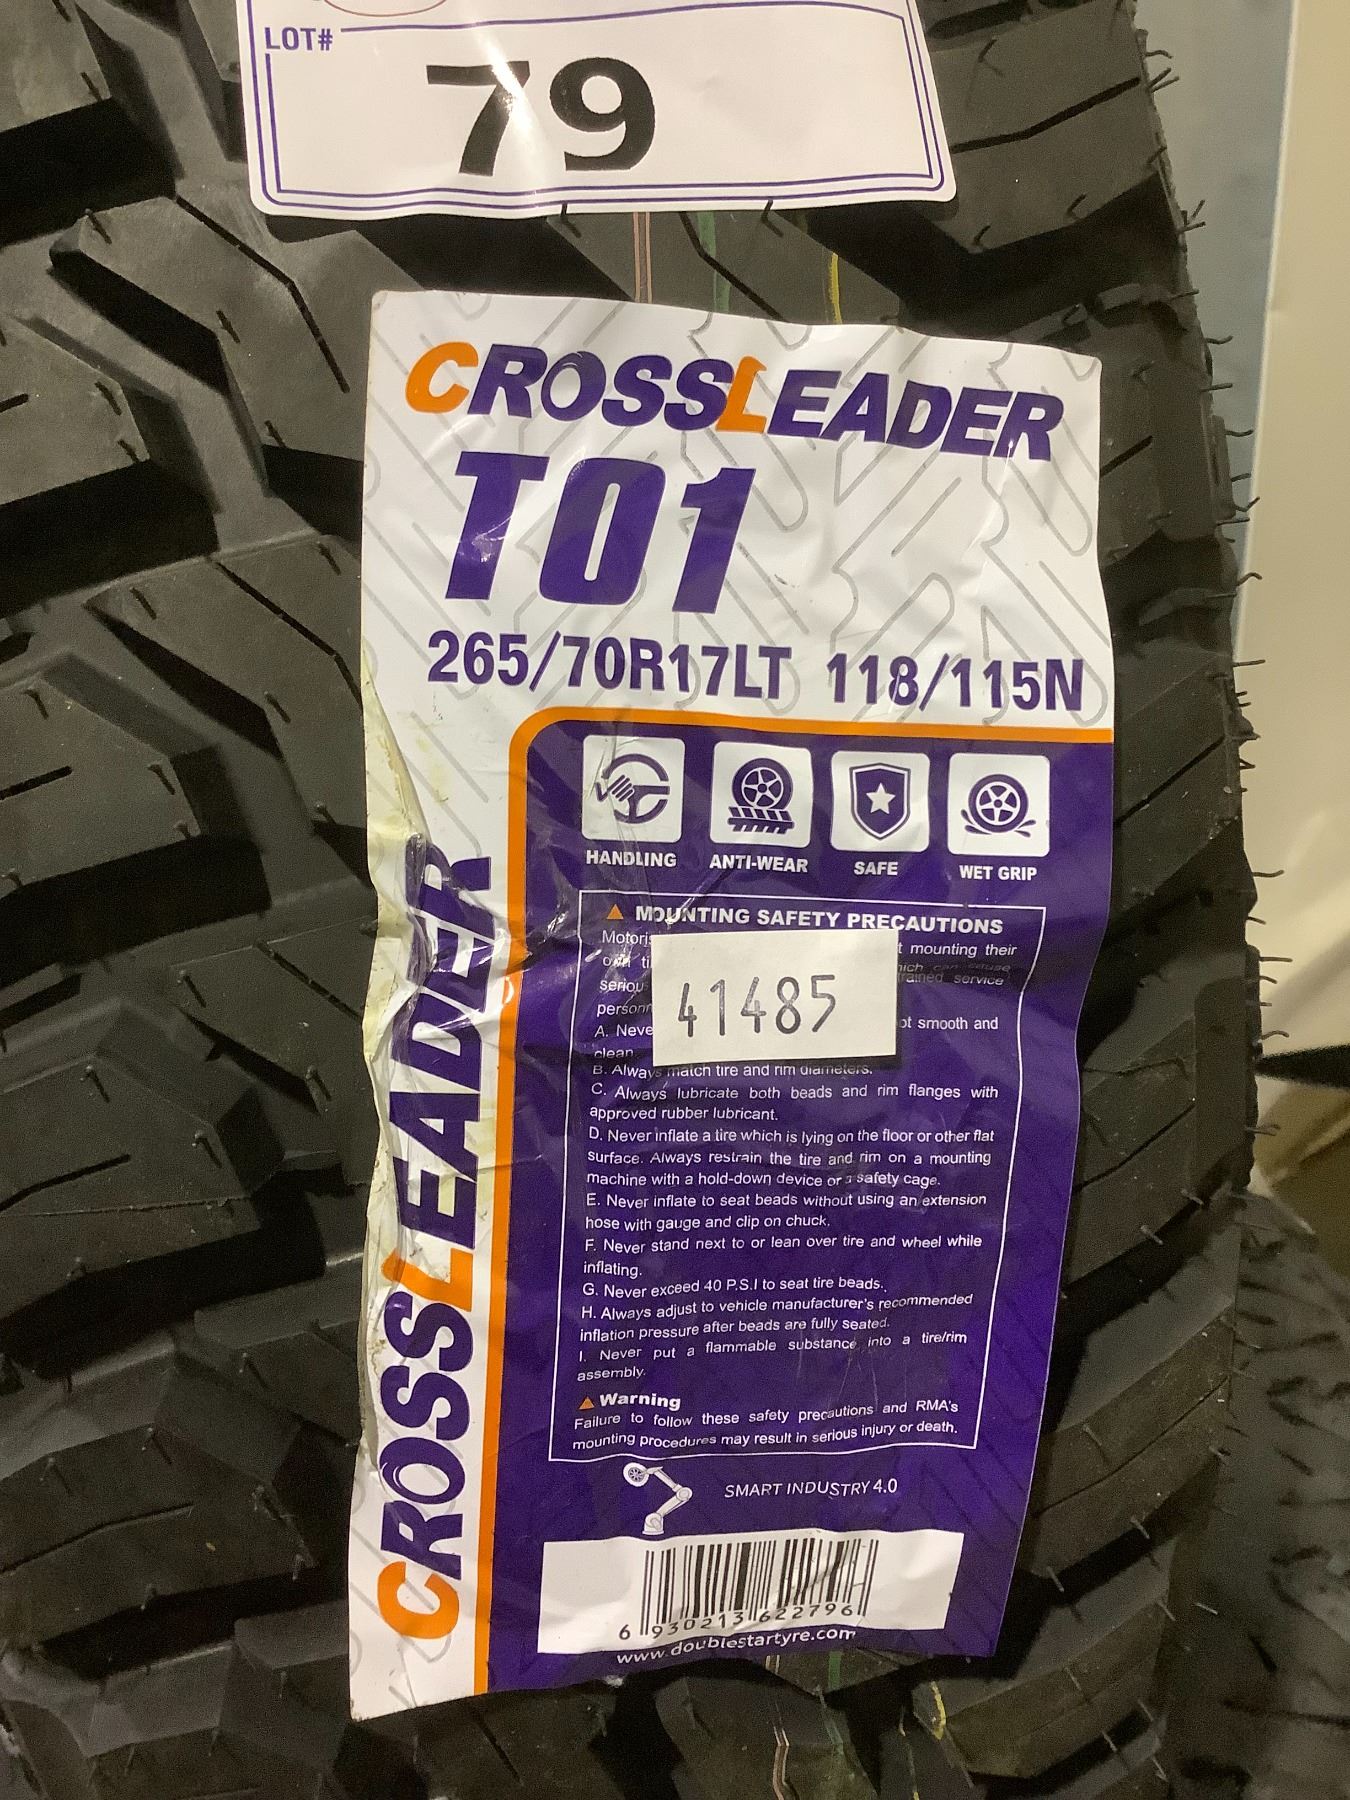 LOT#
79
CROSSLEADER
T01
265/70R17LT 118/115N
HANDLING ANTI-WEAR SAFE WET GRIP
MOUNTING SAFETY PRECAUTIONS
t mounting their
serious
trained service
A. Neve ot smooth and
clean
41485
B. Always match tire and rim diameters.
C. Always lubricate both beads and rim flanges with
approved rubber lubricant.
D. Never inflate a tire which is lying on the floor or other flat
surface. Always restrain the tire and rim on a mounting
machine with a hold-down device or a safety cage.
E. Never inflate to seat beads without using an extension
hose with gauge and clip on chuck.
F. Never stand next to or lean over tire and wheel while
inflating.
G. Never exceed 40 P.S.I to seat tire beads.
H. Always adjust to vehicle manufacturer's recommended
inflation pressure after beads are fully seated.
I. Never put a flammable substance into a tire/rim
assembly.
Warning
Failure to follow these safety precautions and RMA's
mounting procedures may result in serious injury or death.
SMART INDUSTRY 4.0
6 930213 622796
www.doublestartyre.com
CROSSLEADER